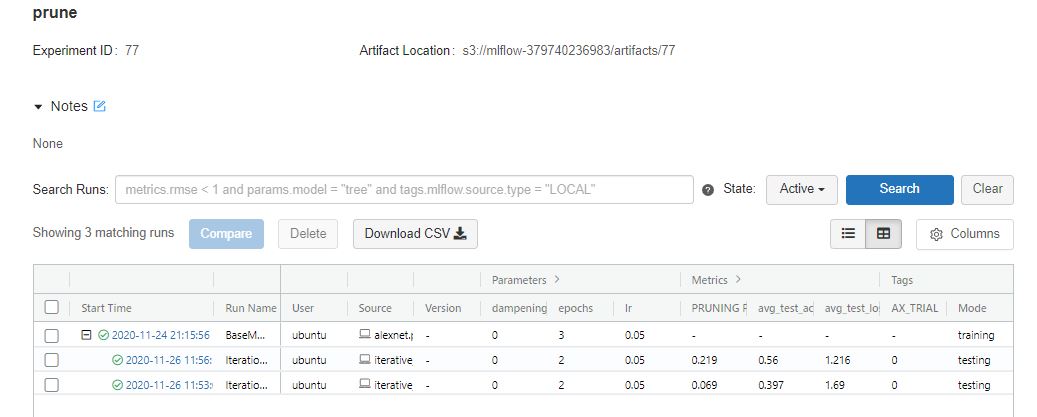 prune
Experiment ID: 77 Artifact Location: s3://mlflow-379740236983/artifacts/77
Notes
None
Search Runs: metrics.rmse < 1 and params.model = "tree" and tags.mlflow.source.type = "LOCAL" ? State: Active Search Clear
Showing 3 matching runs Compare Delete Download CSV Columns
Parameters > Metrics > Tags
Start Time Run Name User Source Version dampening epochs lr PRUNING P avg_test_ac avg_test_lo AX_TRIAL Mode
2020-11-24 21:15:56 BaseM... ubuntu alexnet.p - 0 3 0.05 - - - - training
2020-11-26 11:56: Iteratio... ubuntu iterative_ - 0 2 0.05 0.219 0.56 1.216 0 testing
2020-11-26 11:53: Iteratio... ubuntu iterative_ - 0 2 0.05 0.069 0.397 1.69 0 testing